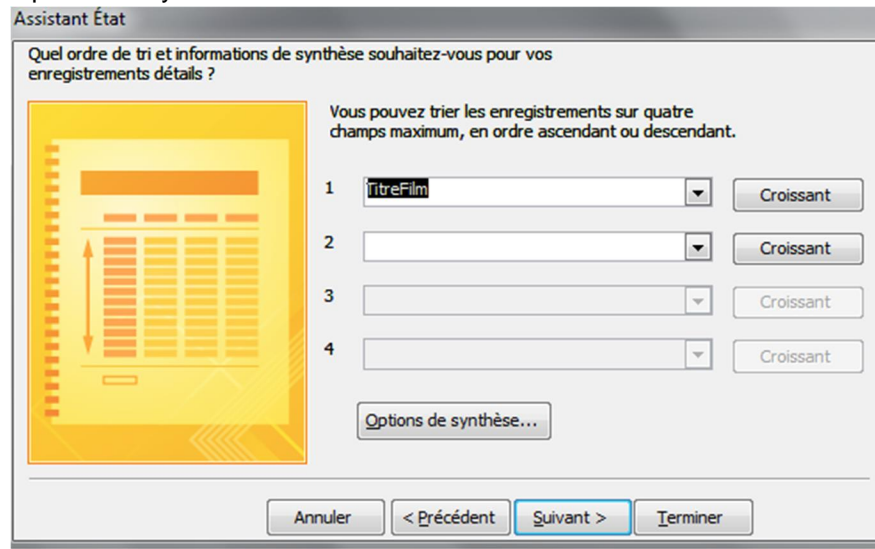 Assistant État
Quel ordre de tri et informations de synthèse souhaitez-vous pour vos
enregistrements détails ?
Vous pouvez trier les enregistrements sur quatre
champs maximum, en ordre ascendant ou descendant.
1 TitreFilm Croissant
2 Croissant
3 Croissant
4 Croissant
Options de synthèse...
Annuler < Précédent Suivant > Terminer